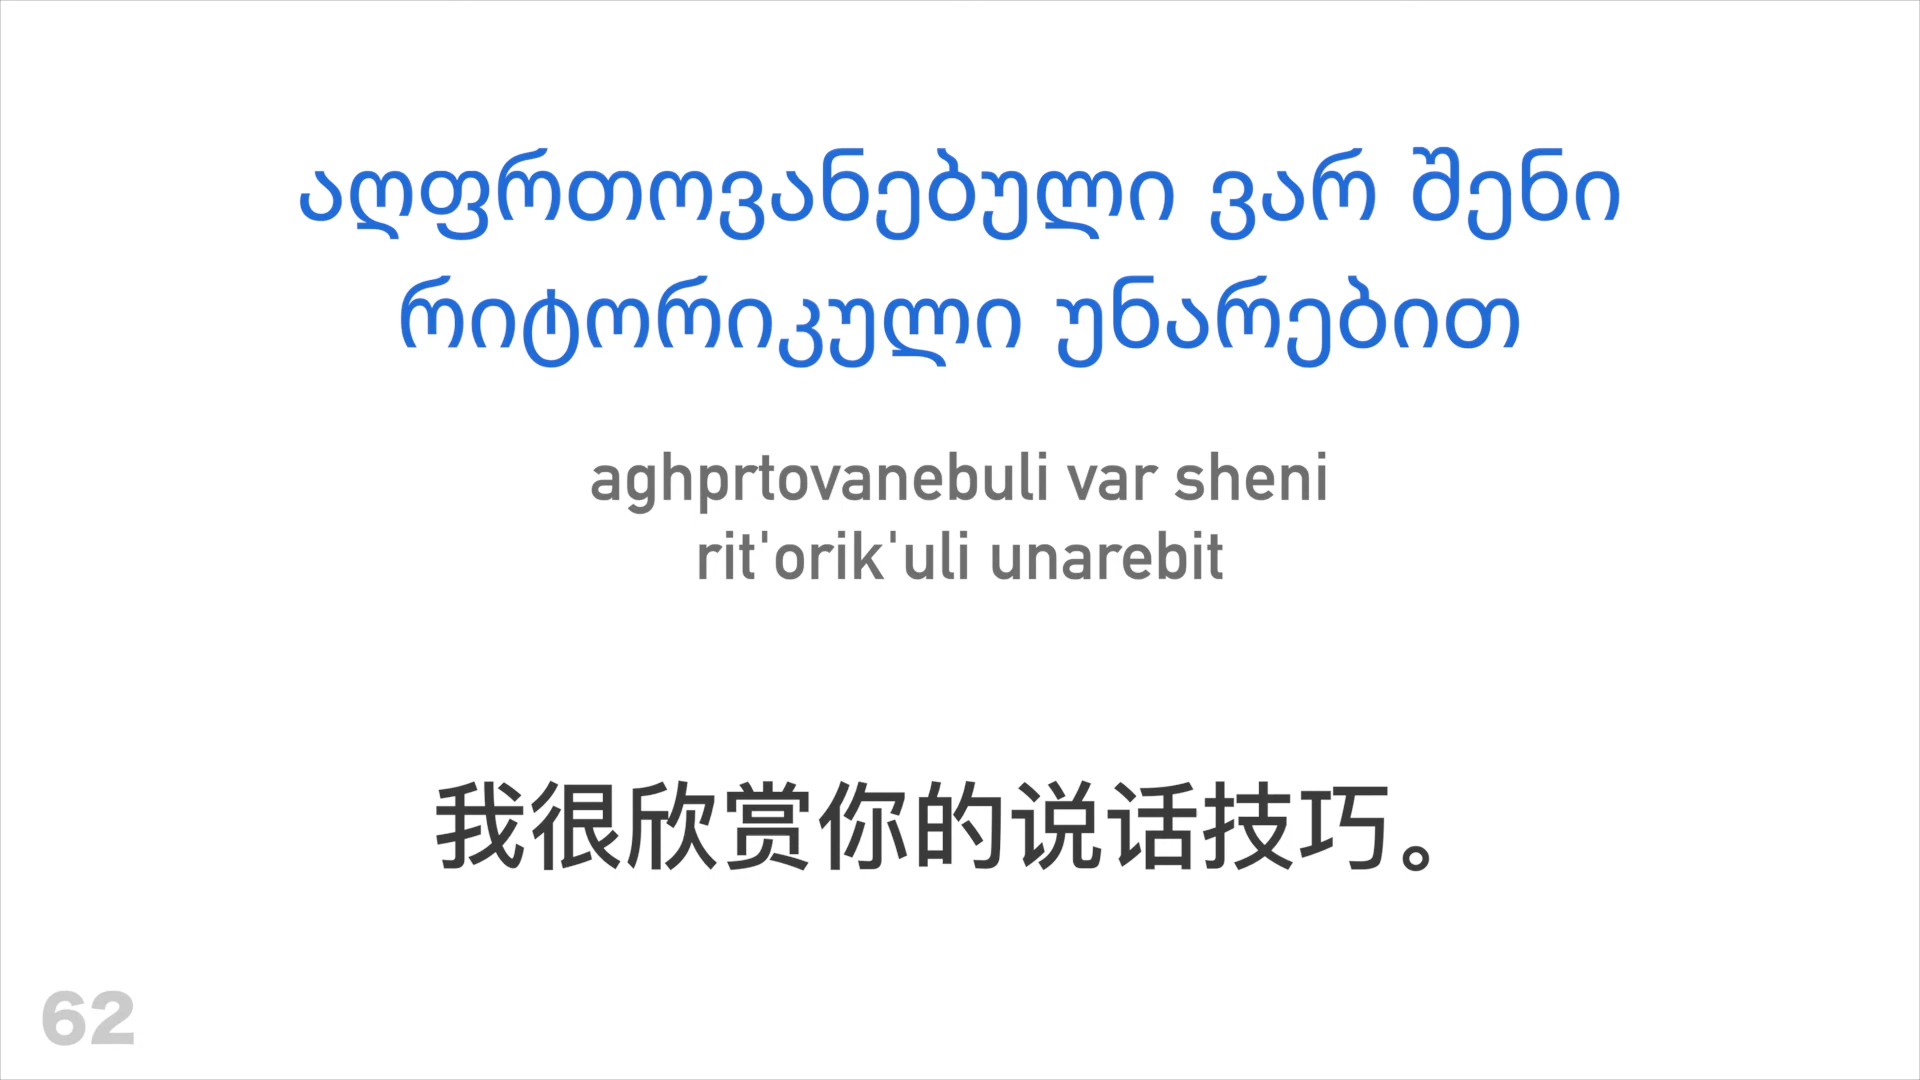 აღფრთოვანებული ვარ შენი
რიტორიკული უნარებით
aghprtovanebuli var sheni
rit'orik'uli unarebit
我很欣赏你的说话技巧。
62